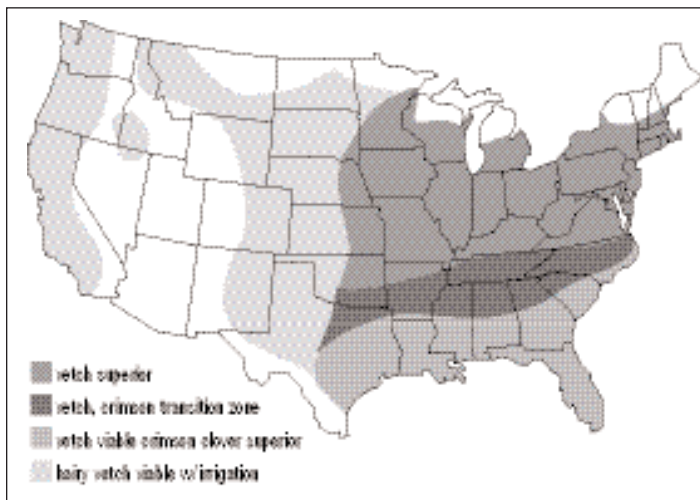 vetch superior
vetch, crimson transition zone
vetch viable crimson clover superior
hairy vetch viable w/irrigation